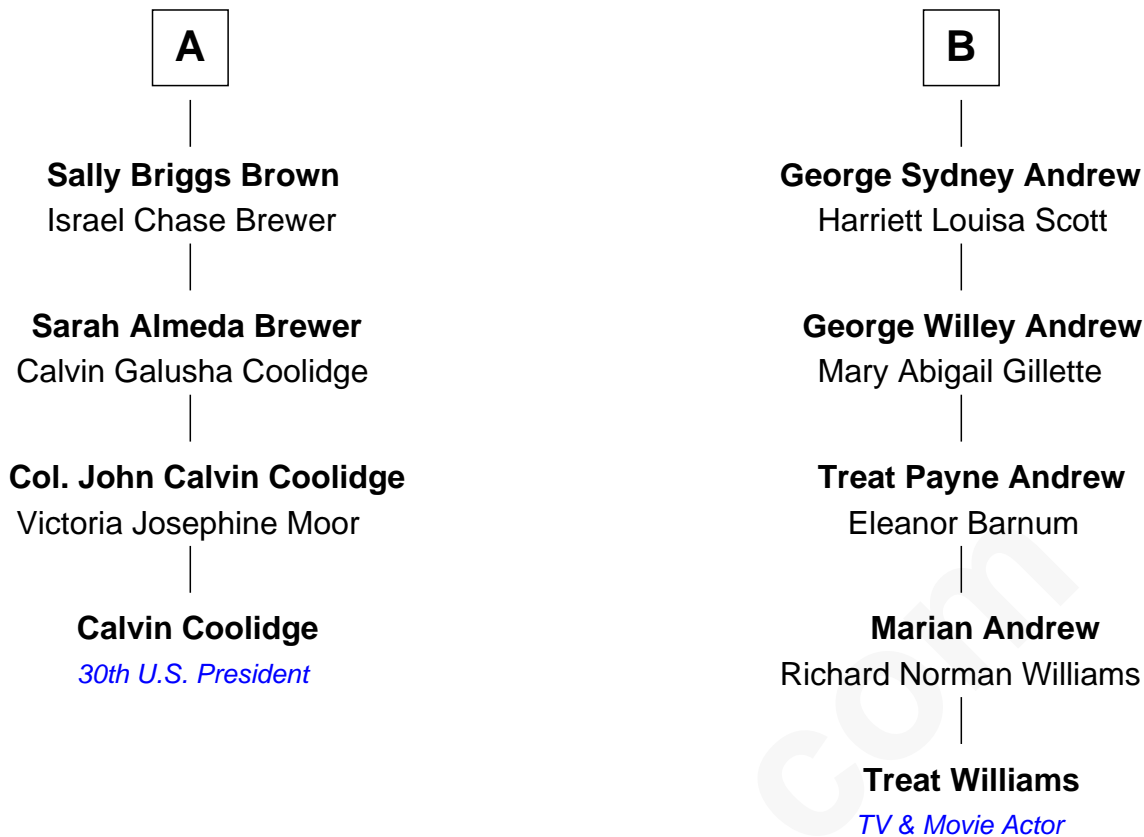 A
Sally Briggs Brown
Israel Chase Brewer
Sarah Almeda Brewer
Calvin Galusha Coolidge
Col. John Calvin Coolidge
Victoria Josephine Moor
Calvin Coolidge
30th U.S. President
B
George Sydney Andrew
Harriett Louisa Scott
George Willey Andrew
Mary Abigail Gillette
Treat Payne Andrew
Eleanor Barnum
Marian Andrew
Richard Norman Williams
Treat Williams
TV & Movie Actor
com